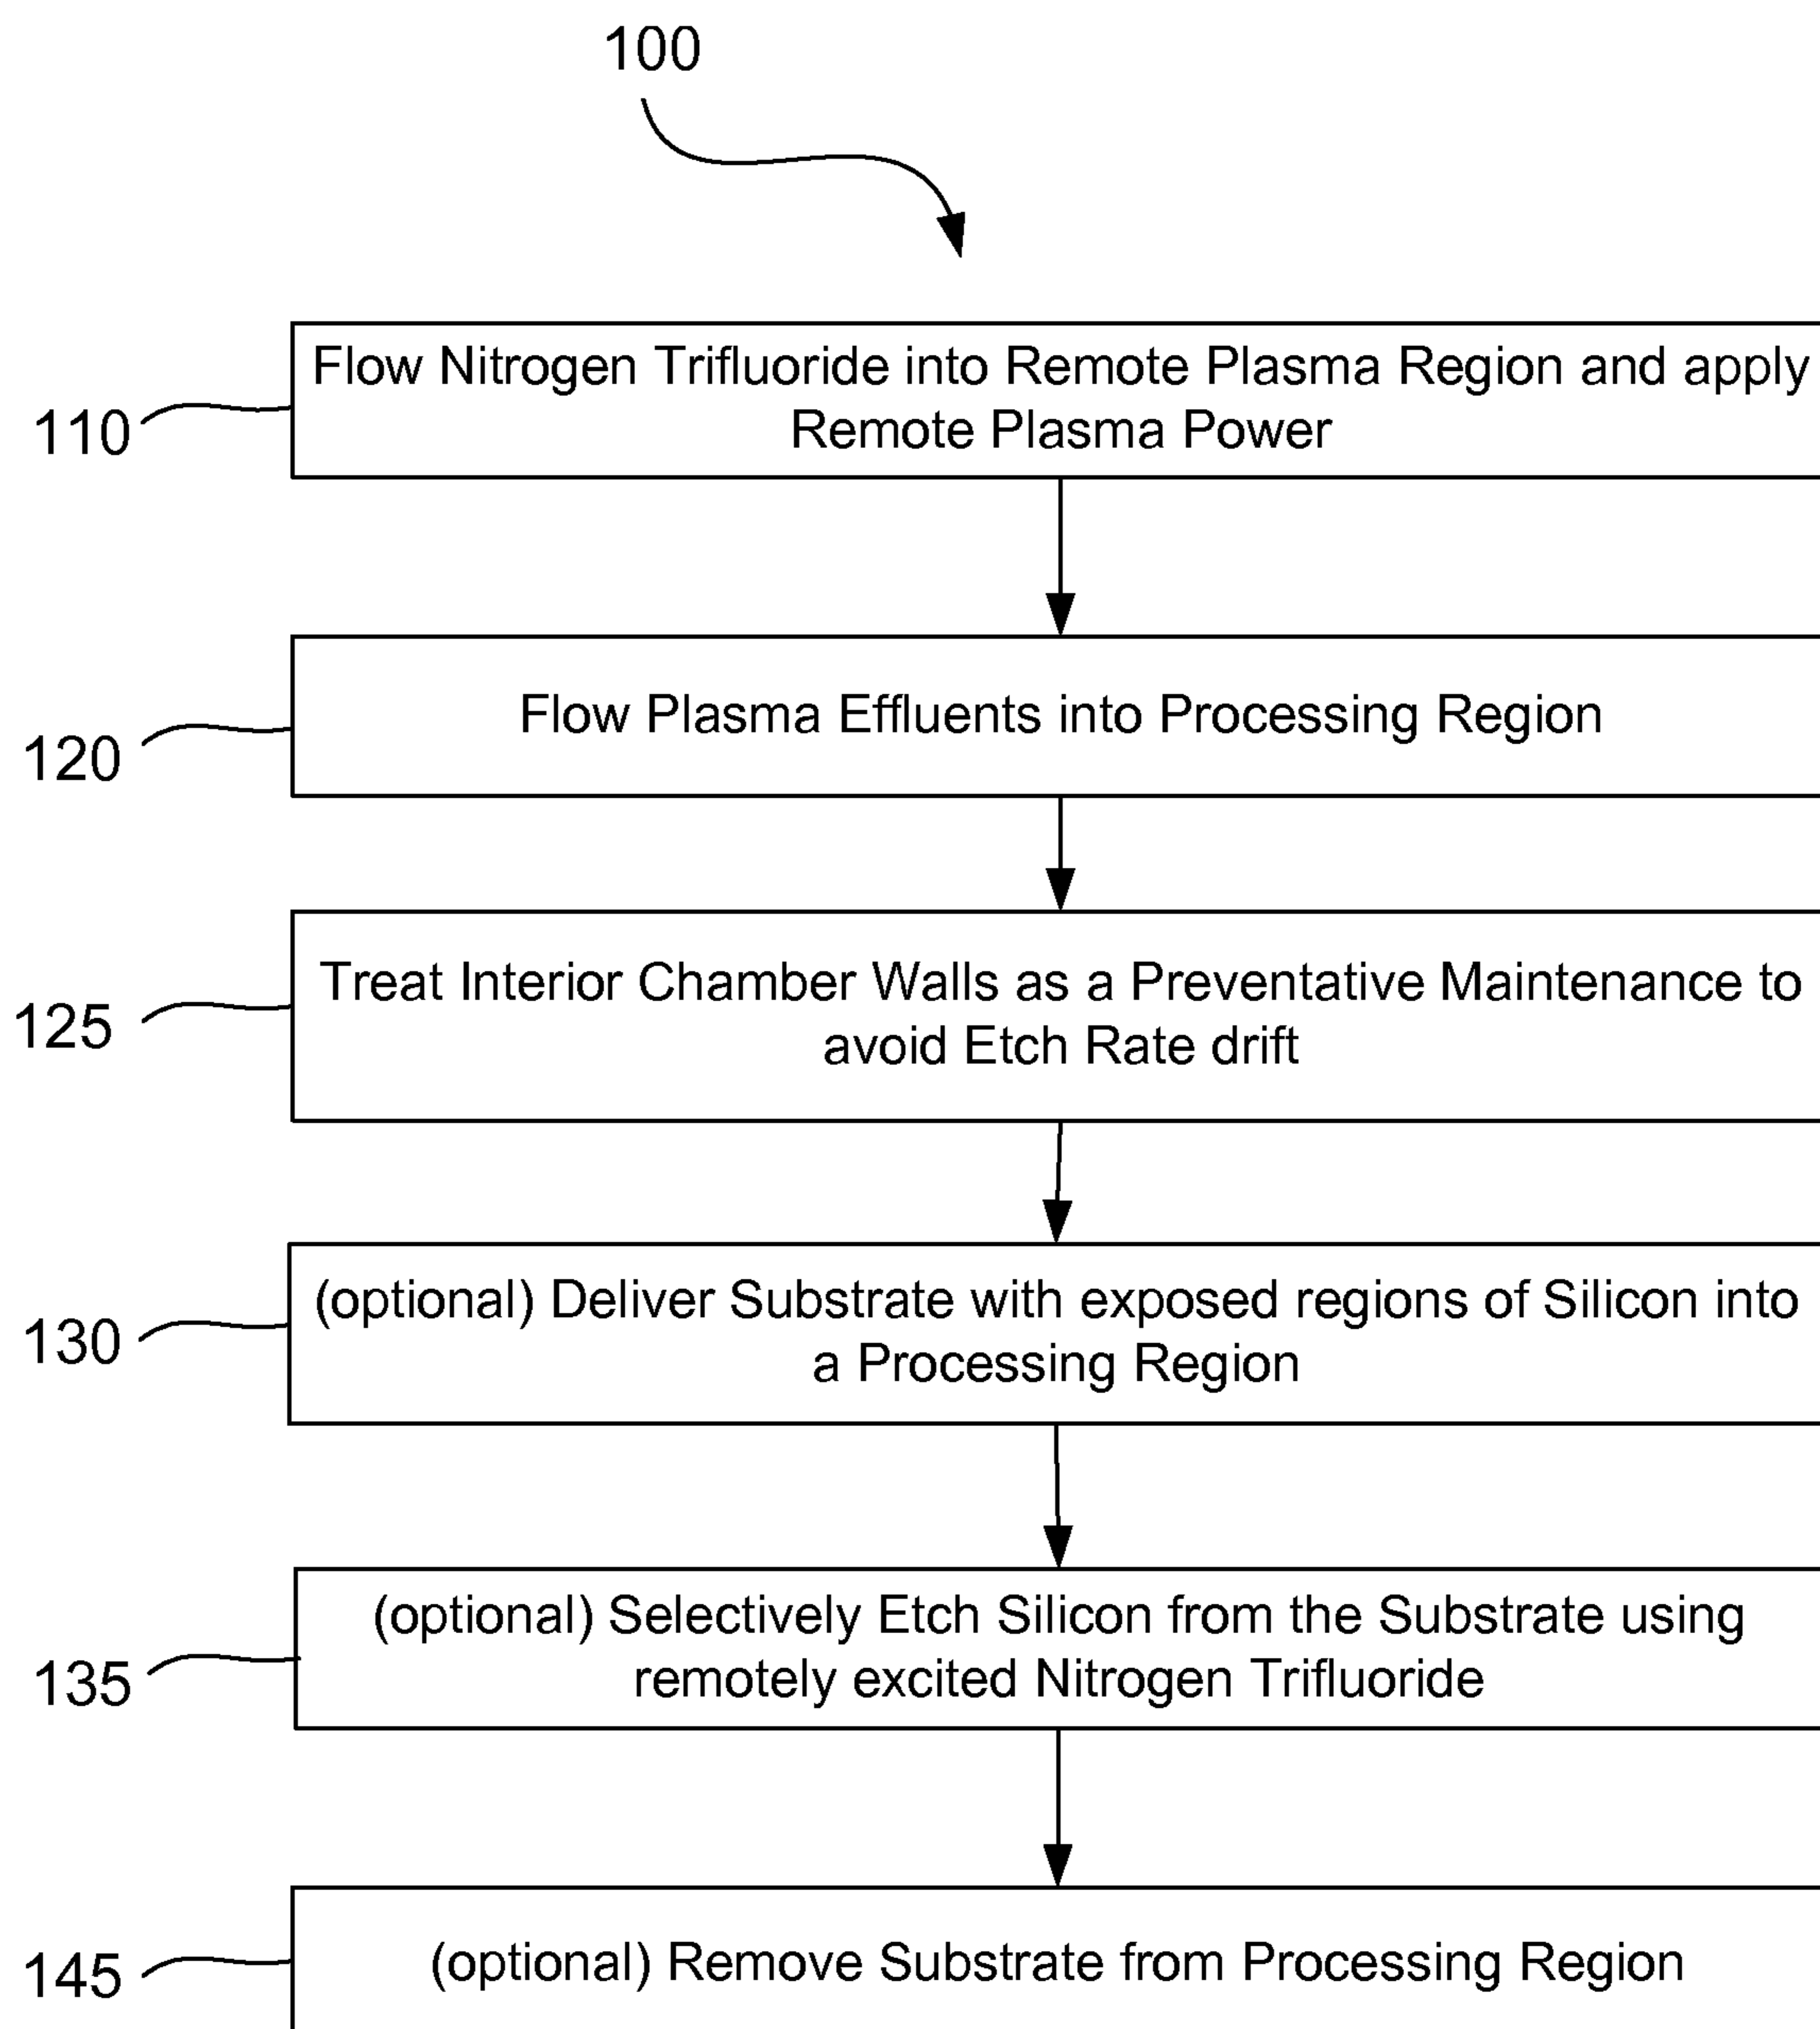 100
Flow Nitrogen Trifluoride into Remote Plasma Region and apply
Remote Plasma Power
110
Flow Plasma Effluents into Processing Region
120
Treat Interior Chamber Walls as a Preventative Maintenance to
avoid Etch Rate drift
125
(optional) Deliver Substrate with exposed regions of Silicon into
a Processing Region
130
(optional) Selectively Etch Silicon from the Substrate using
remotely excited Nitrogen Trifluoride
135
(optional) Remove Substrate from Processing Region
145